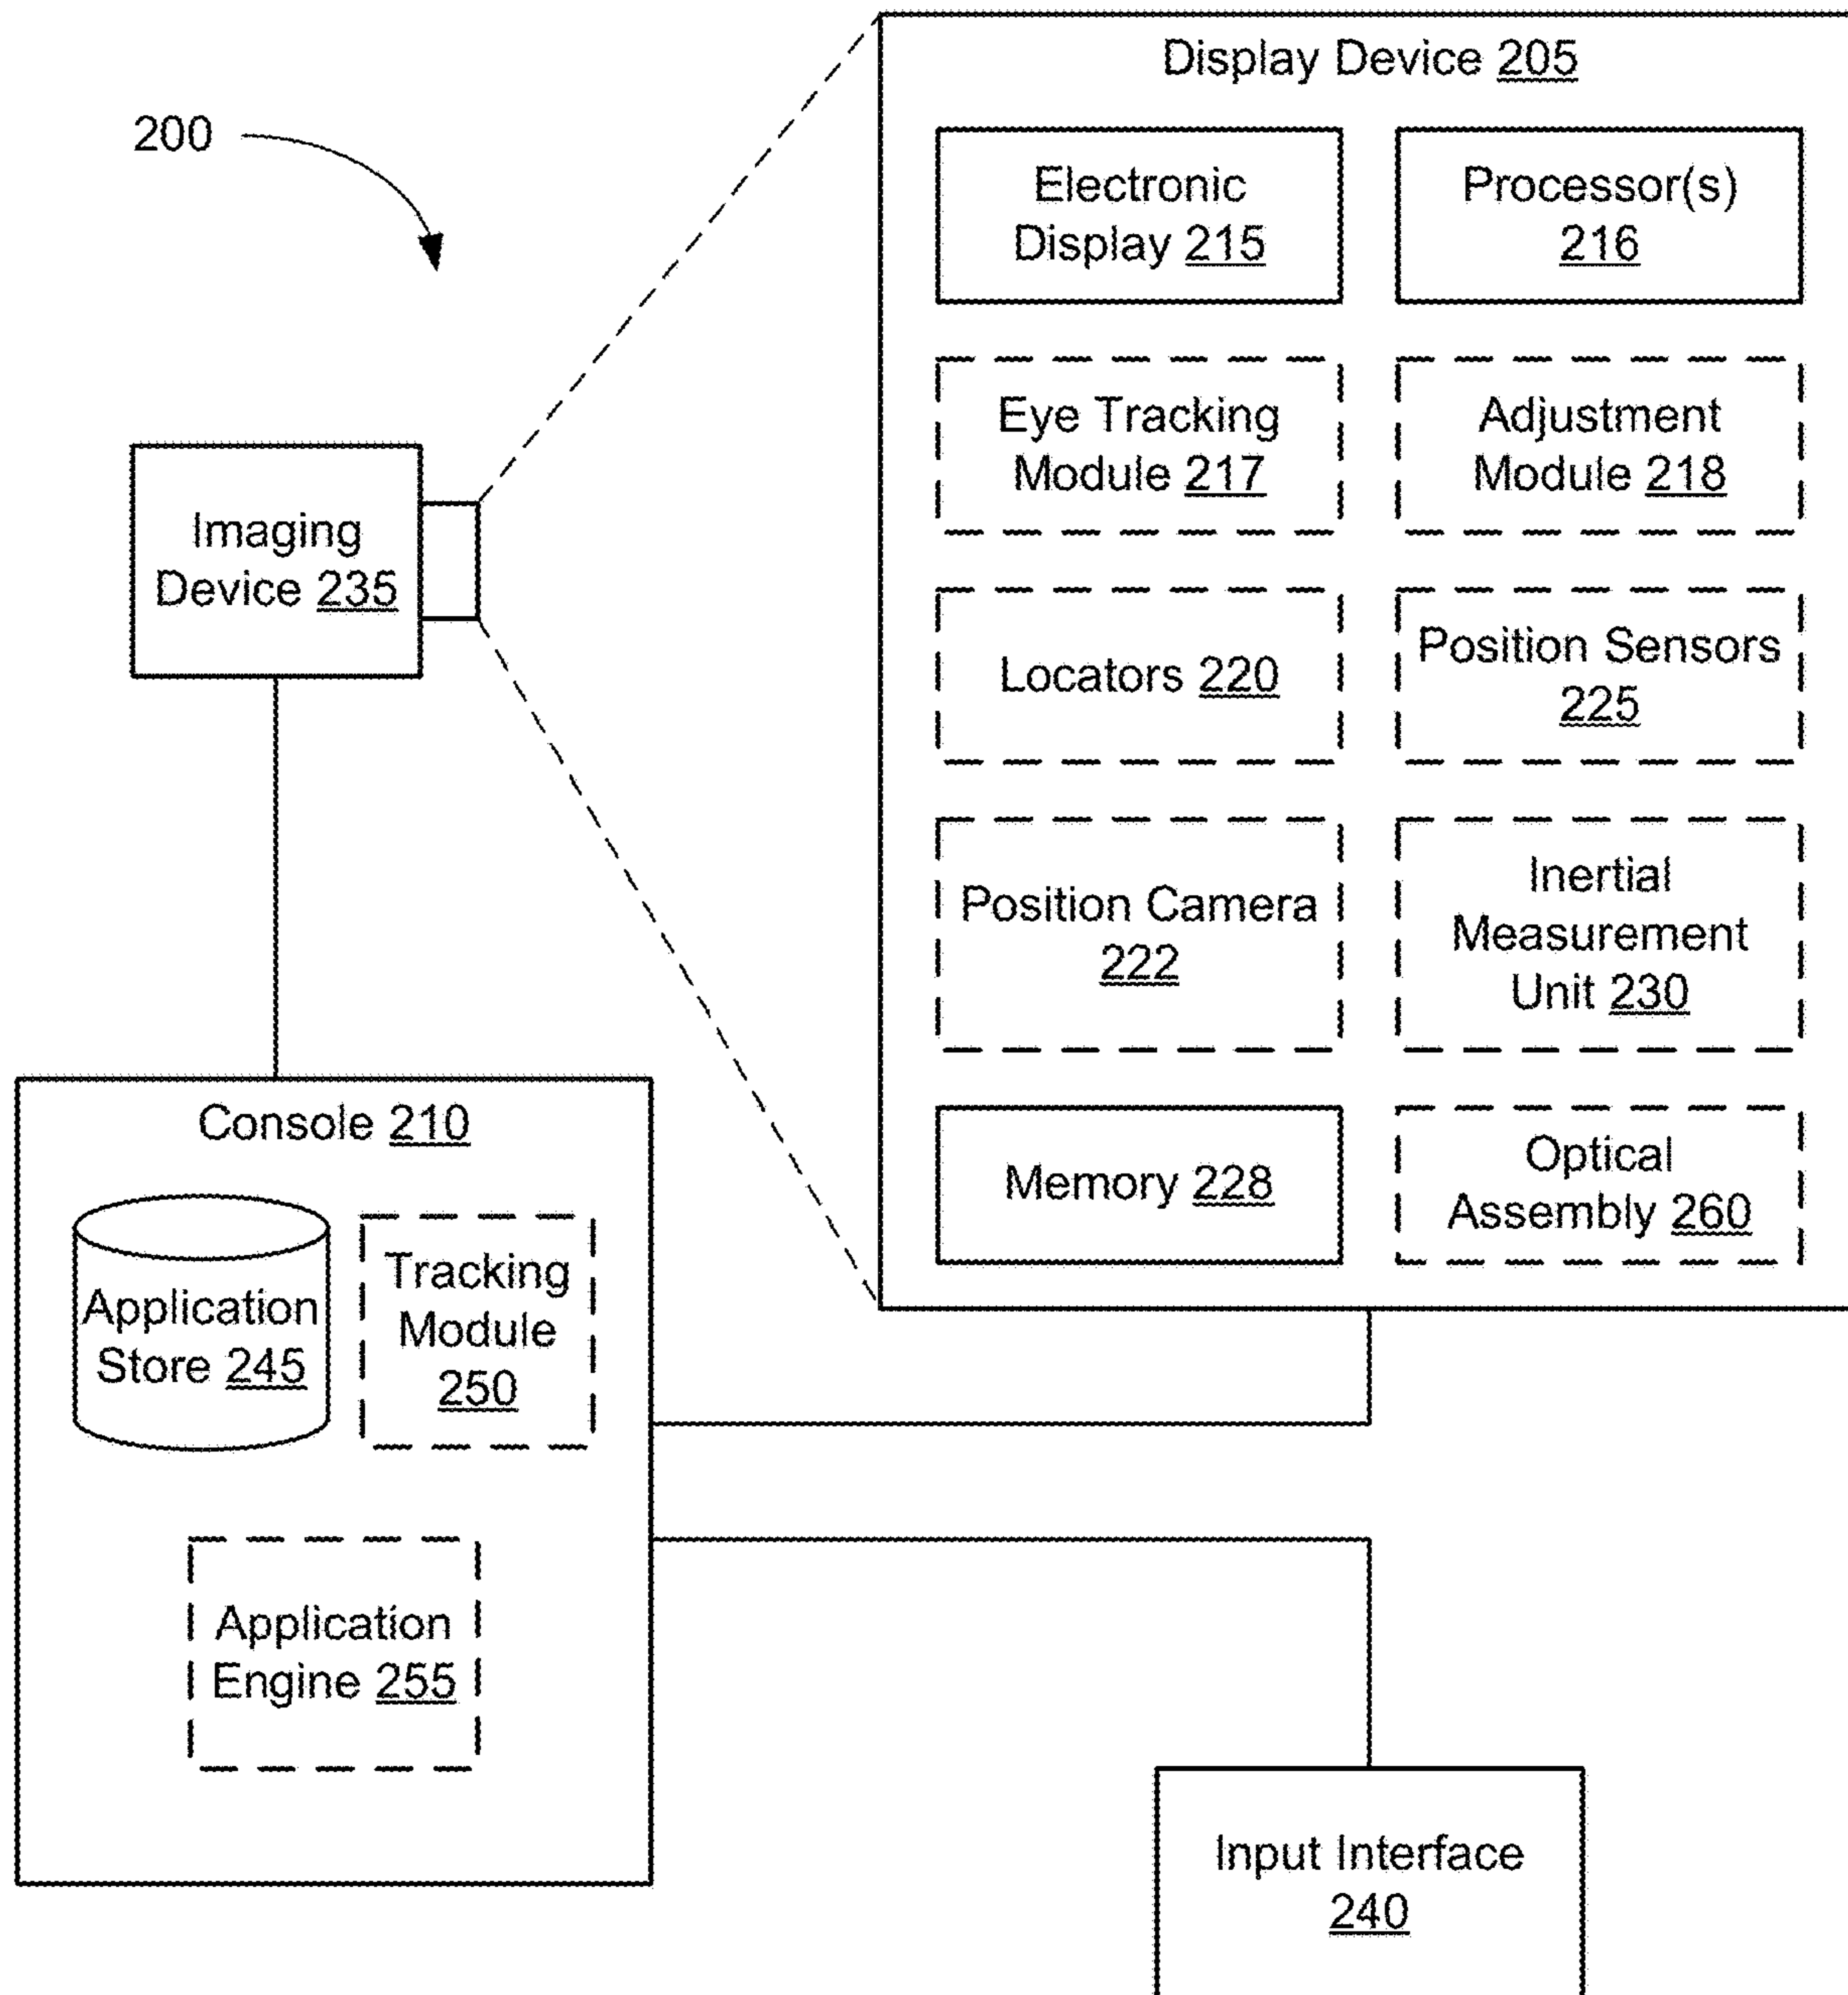 200
Display Device 205
Electronic
Display 215
Processor(s)
216
Eye Tracking
Module 217
Adjustment
Module 218
Imaging
Device 235
Locators 220
Position Sensors
225
Position Camera
222
Inertial
Measurement
Unit 230
Memory 228
Optical
Assembly 260
Console 210
Application
Store 245
Tracking
Module
250
Application
Engine 255
Input Interface
240